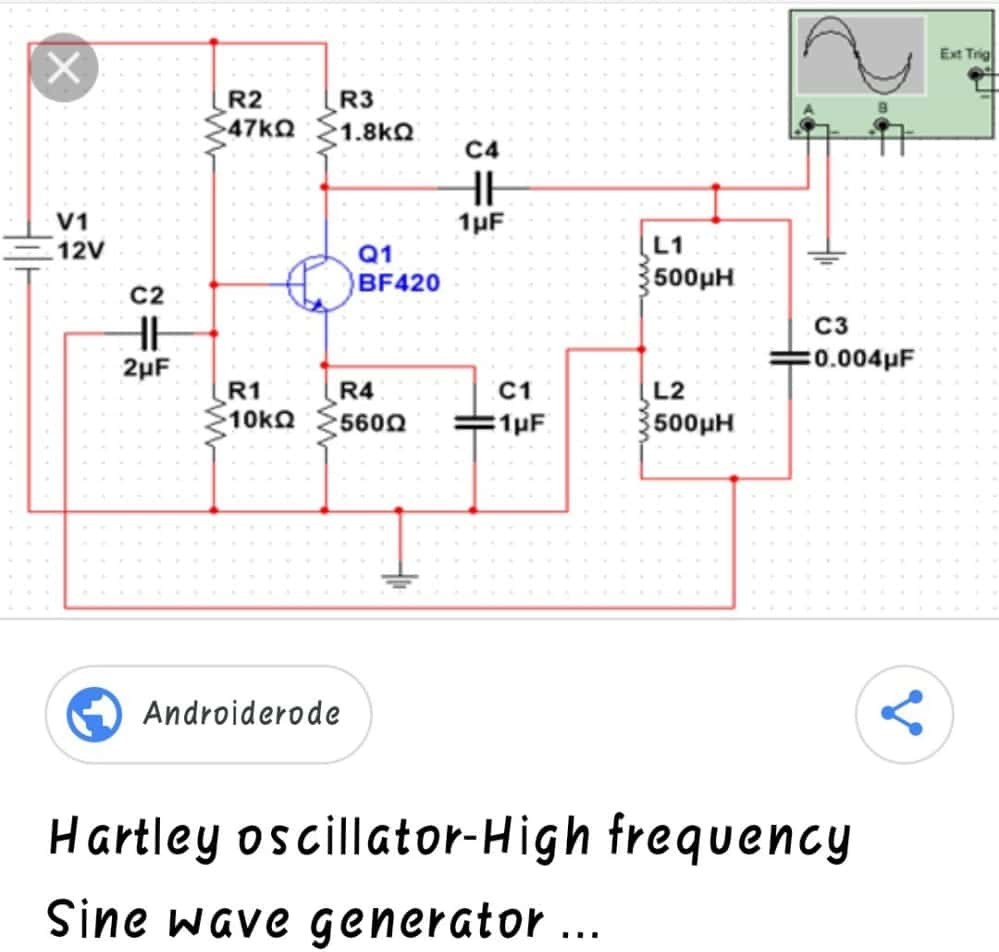 Ext Trig
R2
47kΩ
R3
1.8kΩ
A
B
C4
1µF
V1
12V
Q1
BF420
L1
500µH
C2
2µF
C3
0.004µF
R1
10kΩ
R4
560Ω
C1
1µF
L2
500µH
Androiderode
Hartley oscillator-High frequency
Sine wave generator ...